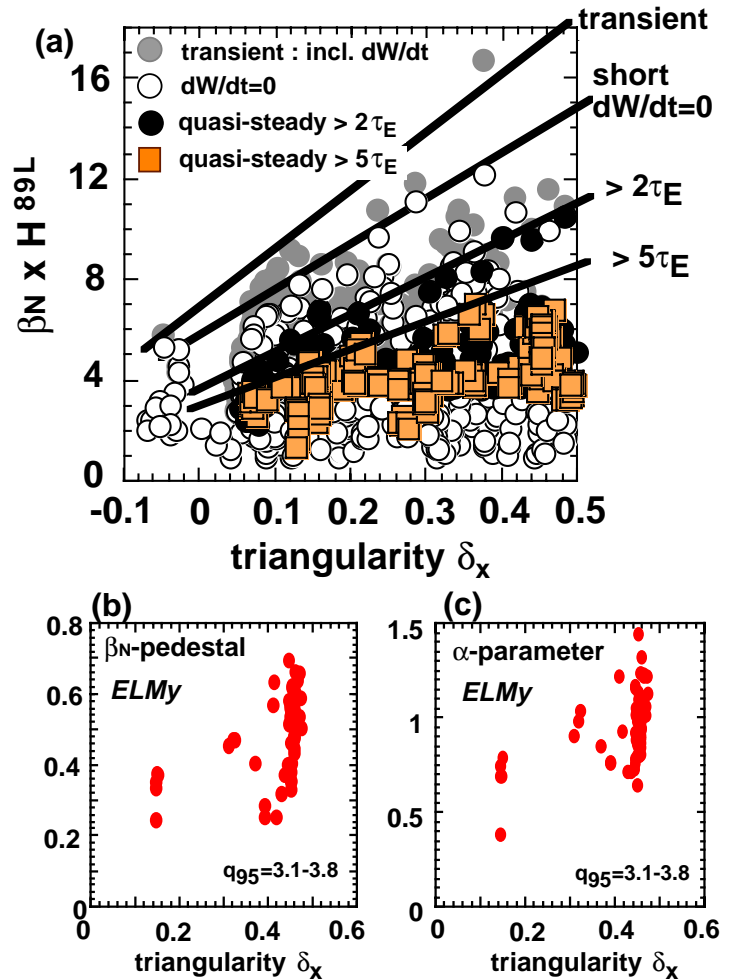 (a)
transient : incl. dW/dt
dW/dt=0
quasi-steady > 2τE
quasi-steady > 5τE
transient
short
dW/dt=0
> 2τE
> 5τE
βN x H 89L
16
12
8
4
0
-0.1 0 0.1 0.2 0.3 0.4 0.5
triangularity δx
(b)
βN-pedestal
ELMy
q95=3.1-3.8
0.8
0.6
0.4
0.2
0
0 0.2 0.4 0.6
triangularity δx
(c)
α-parameter
ELMy
q95=3.1-3.8
1.5
1
0.5
0
0 0.2 0.4 0.6
triangularity δx